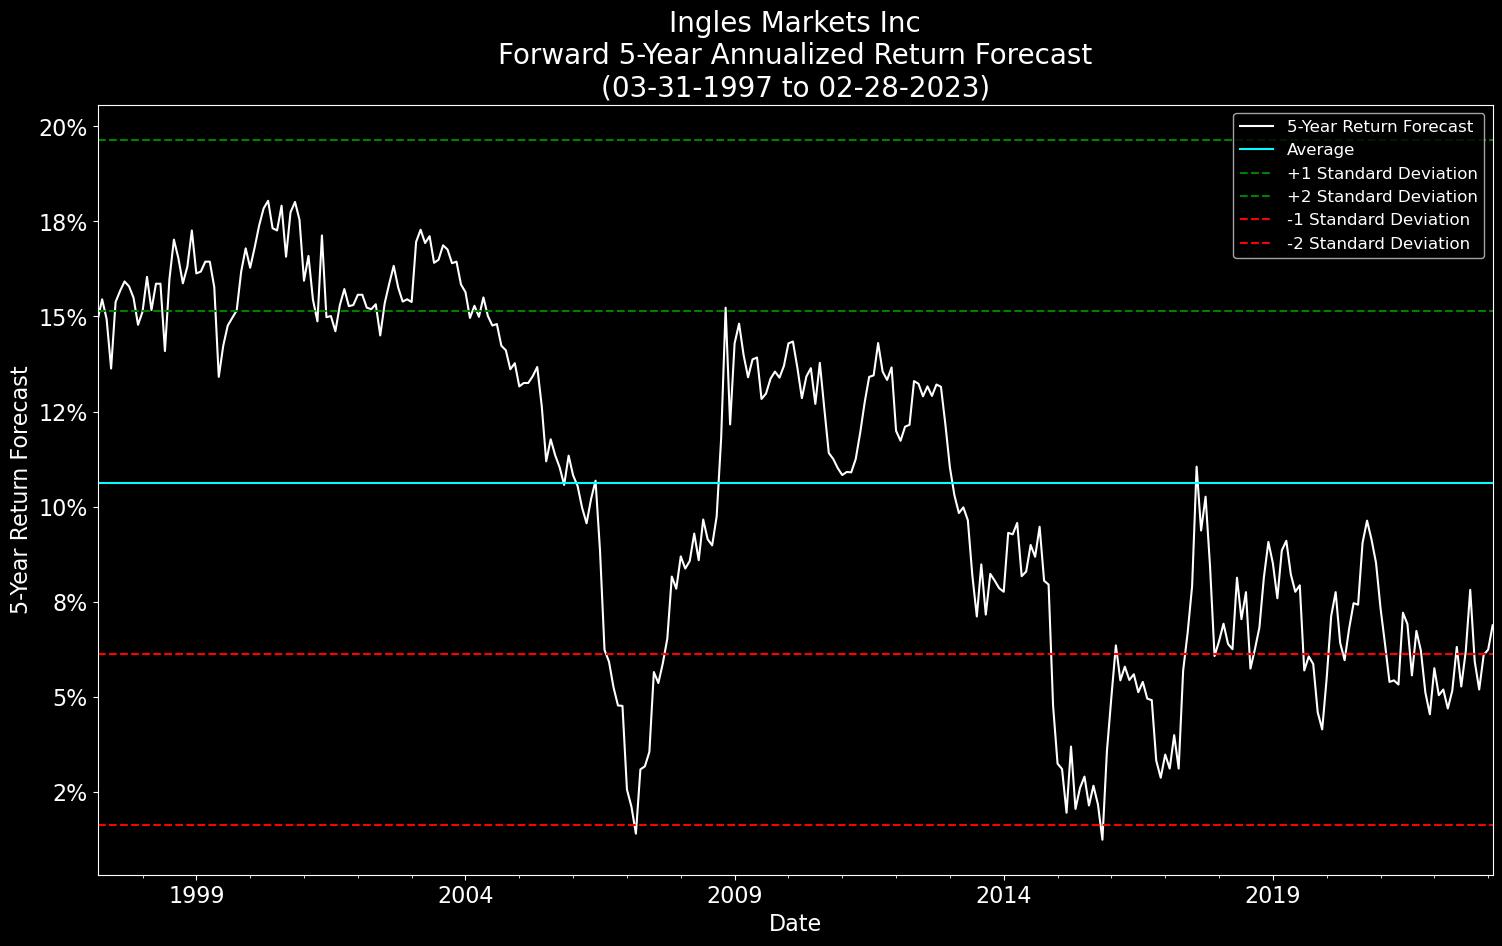 Ingles Markets Inc
Forward 5-Year Annualized Return Forecast
(03-31-1997 to 02-28-2023)
5-Year Return Forecast
Average
+1 Standard Deviation
+2 Standard Deviation
-1 Standard Deviation
-2 Standard Deviation
20%
18%
15%
12%
10%
8%
5%
2%
5-Year Return Forecast
1999
2004
2009
2014
2019
Date